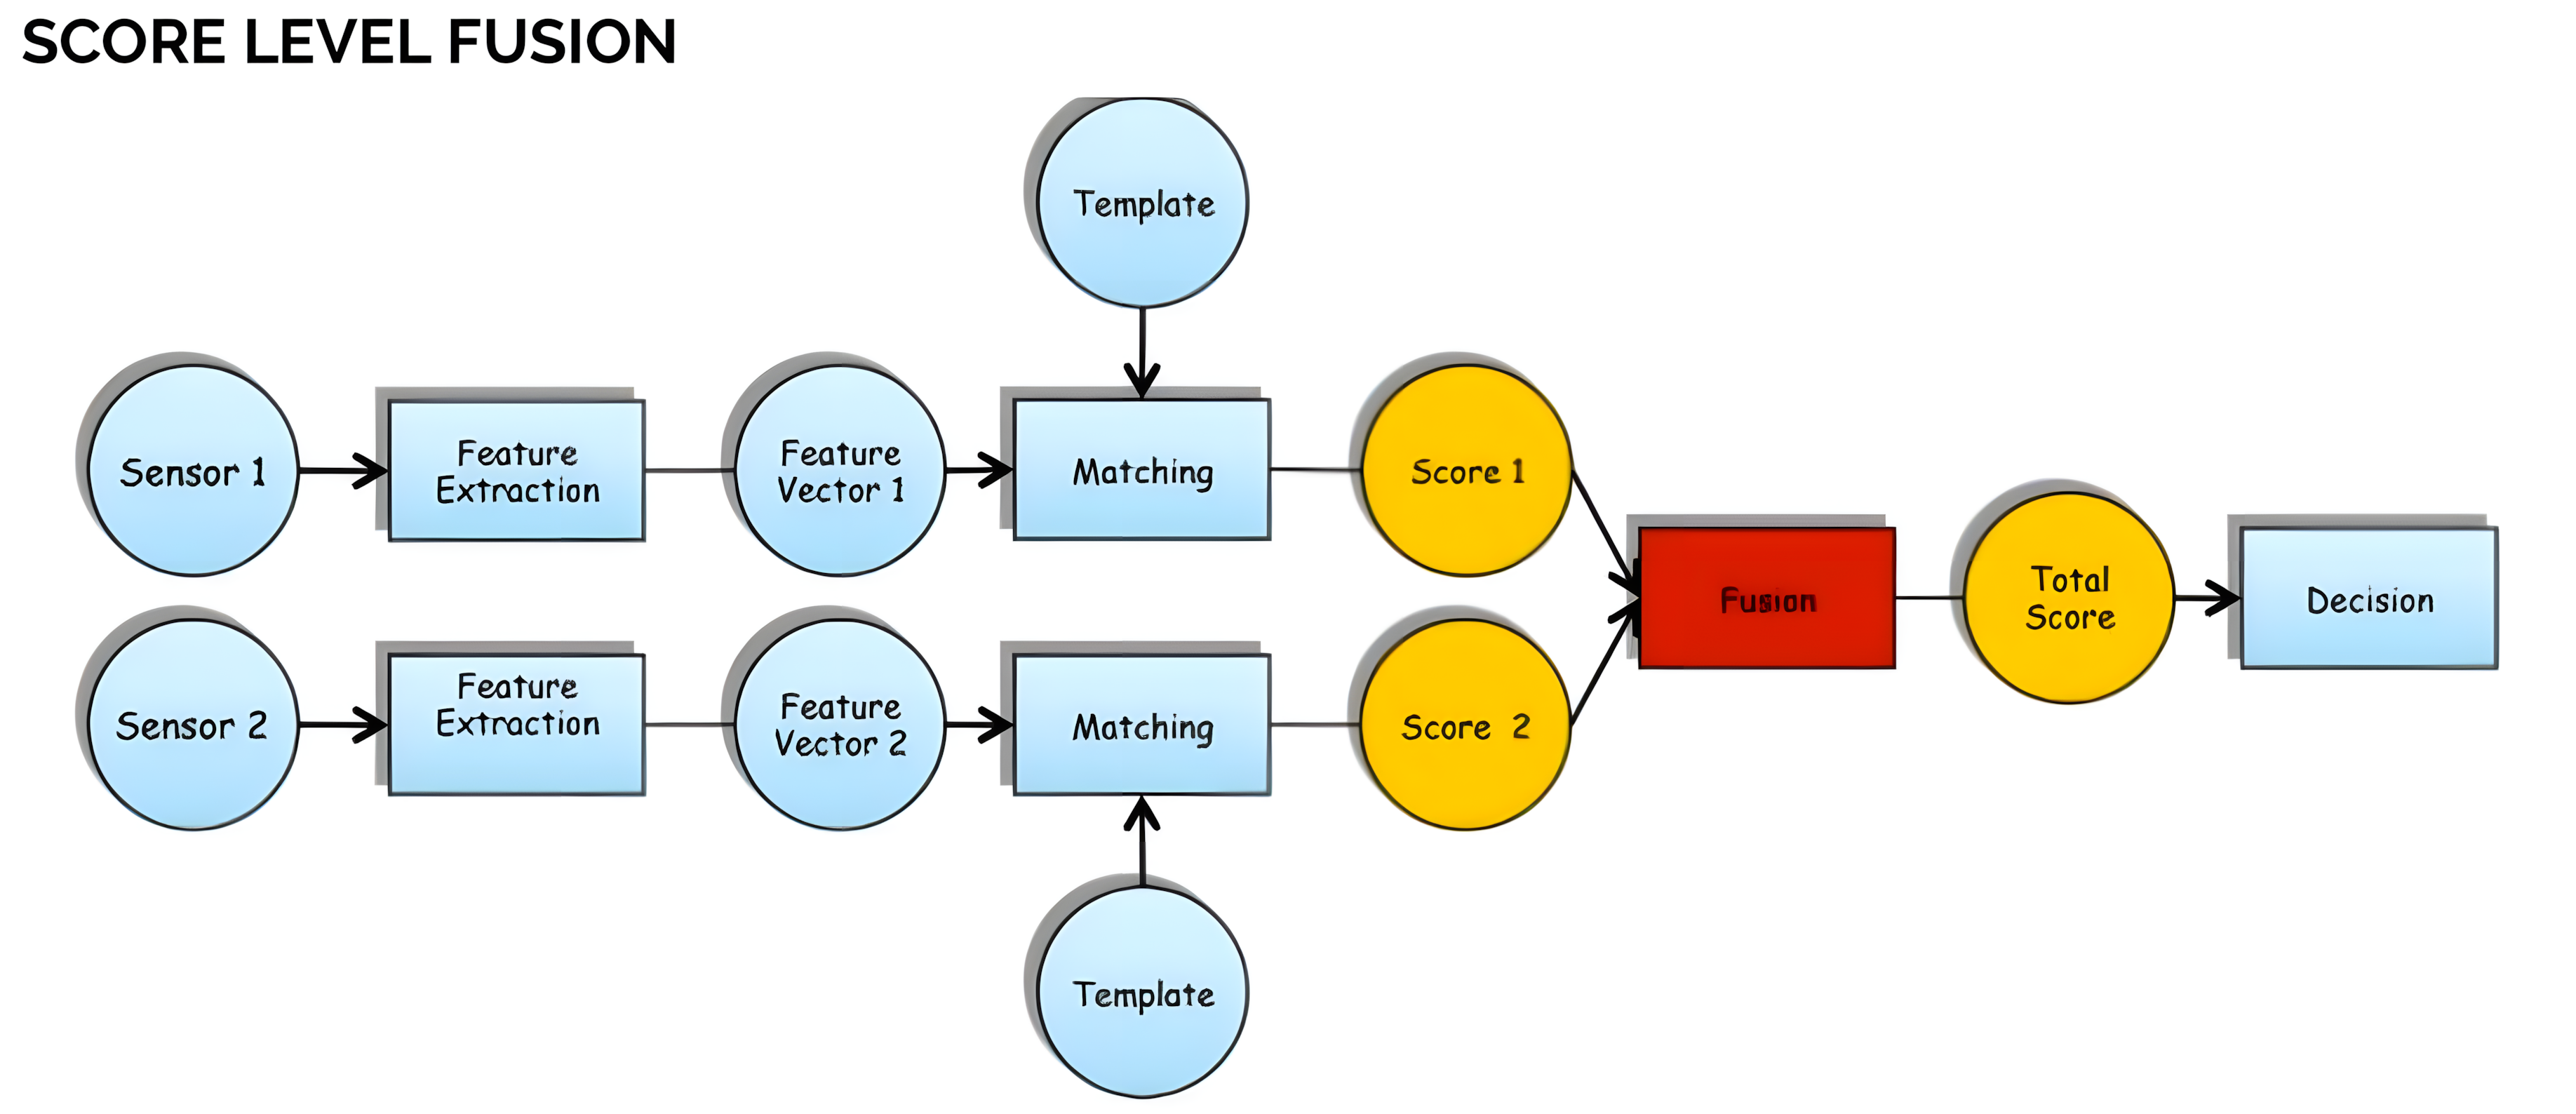 SCORE LEVEL FUSION
Template
Sensor 1
Feature
Extraction
Feature
Vector 1
Matching
Score 1
Sensor 2
Feature
Extraction
Feature
Vector 2
Matching
Score 2
Fusion
Total
Score
Decision
Template